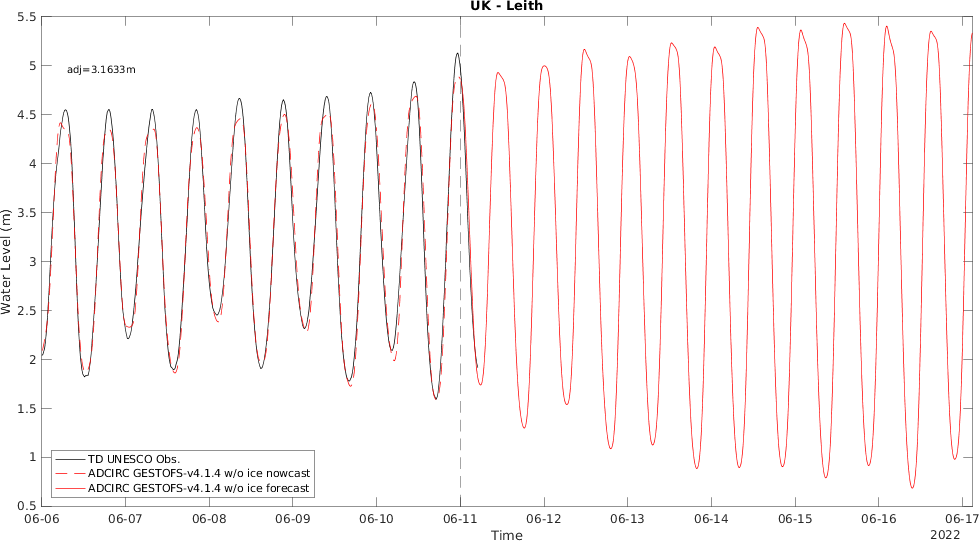 UK - Leith
5.5
5
4.5
4
3.5
3
2.5
2
1.5
1
0.5
Water Level (m)
adj=3.1633m
TD UNESCO Obs.
ADCIRC GESTOFS-v4.1.4 w/o ice nowcast
ADCIRC GESTOFS-v4.1.4 w/o ice forecast
06-06 06-07 06-08 06-09 06-10 06-11 06-12 06-13 06-14 06-15 06-16 06-17
Time
2022